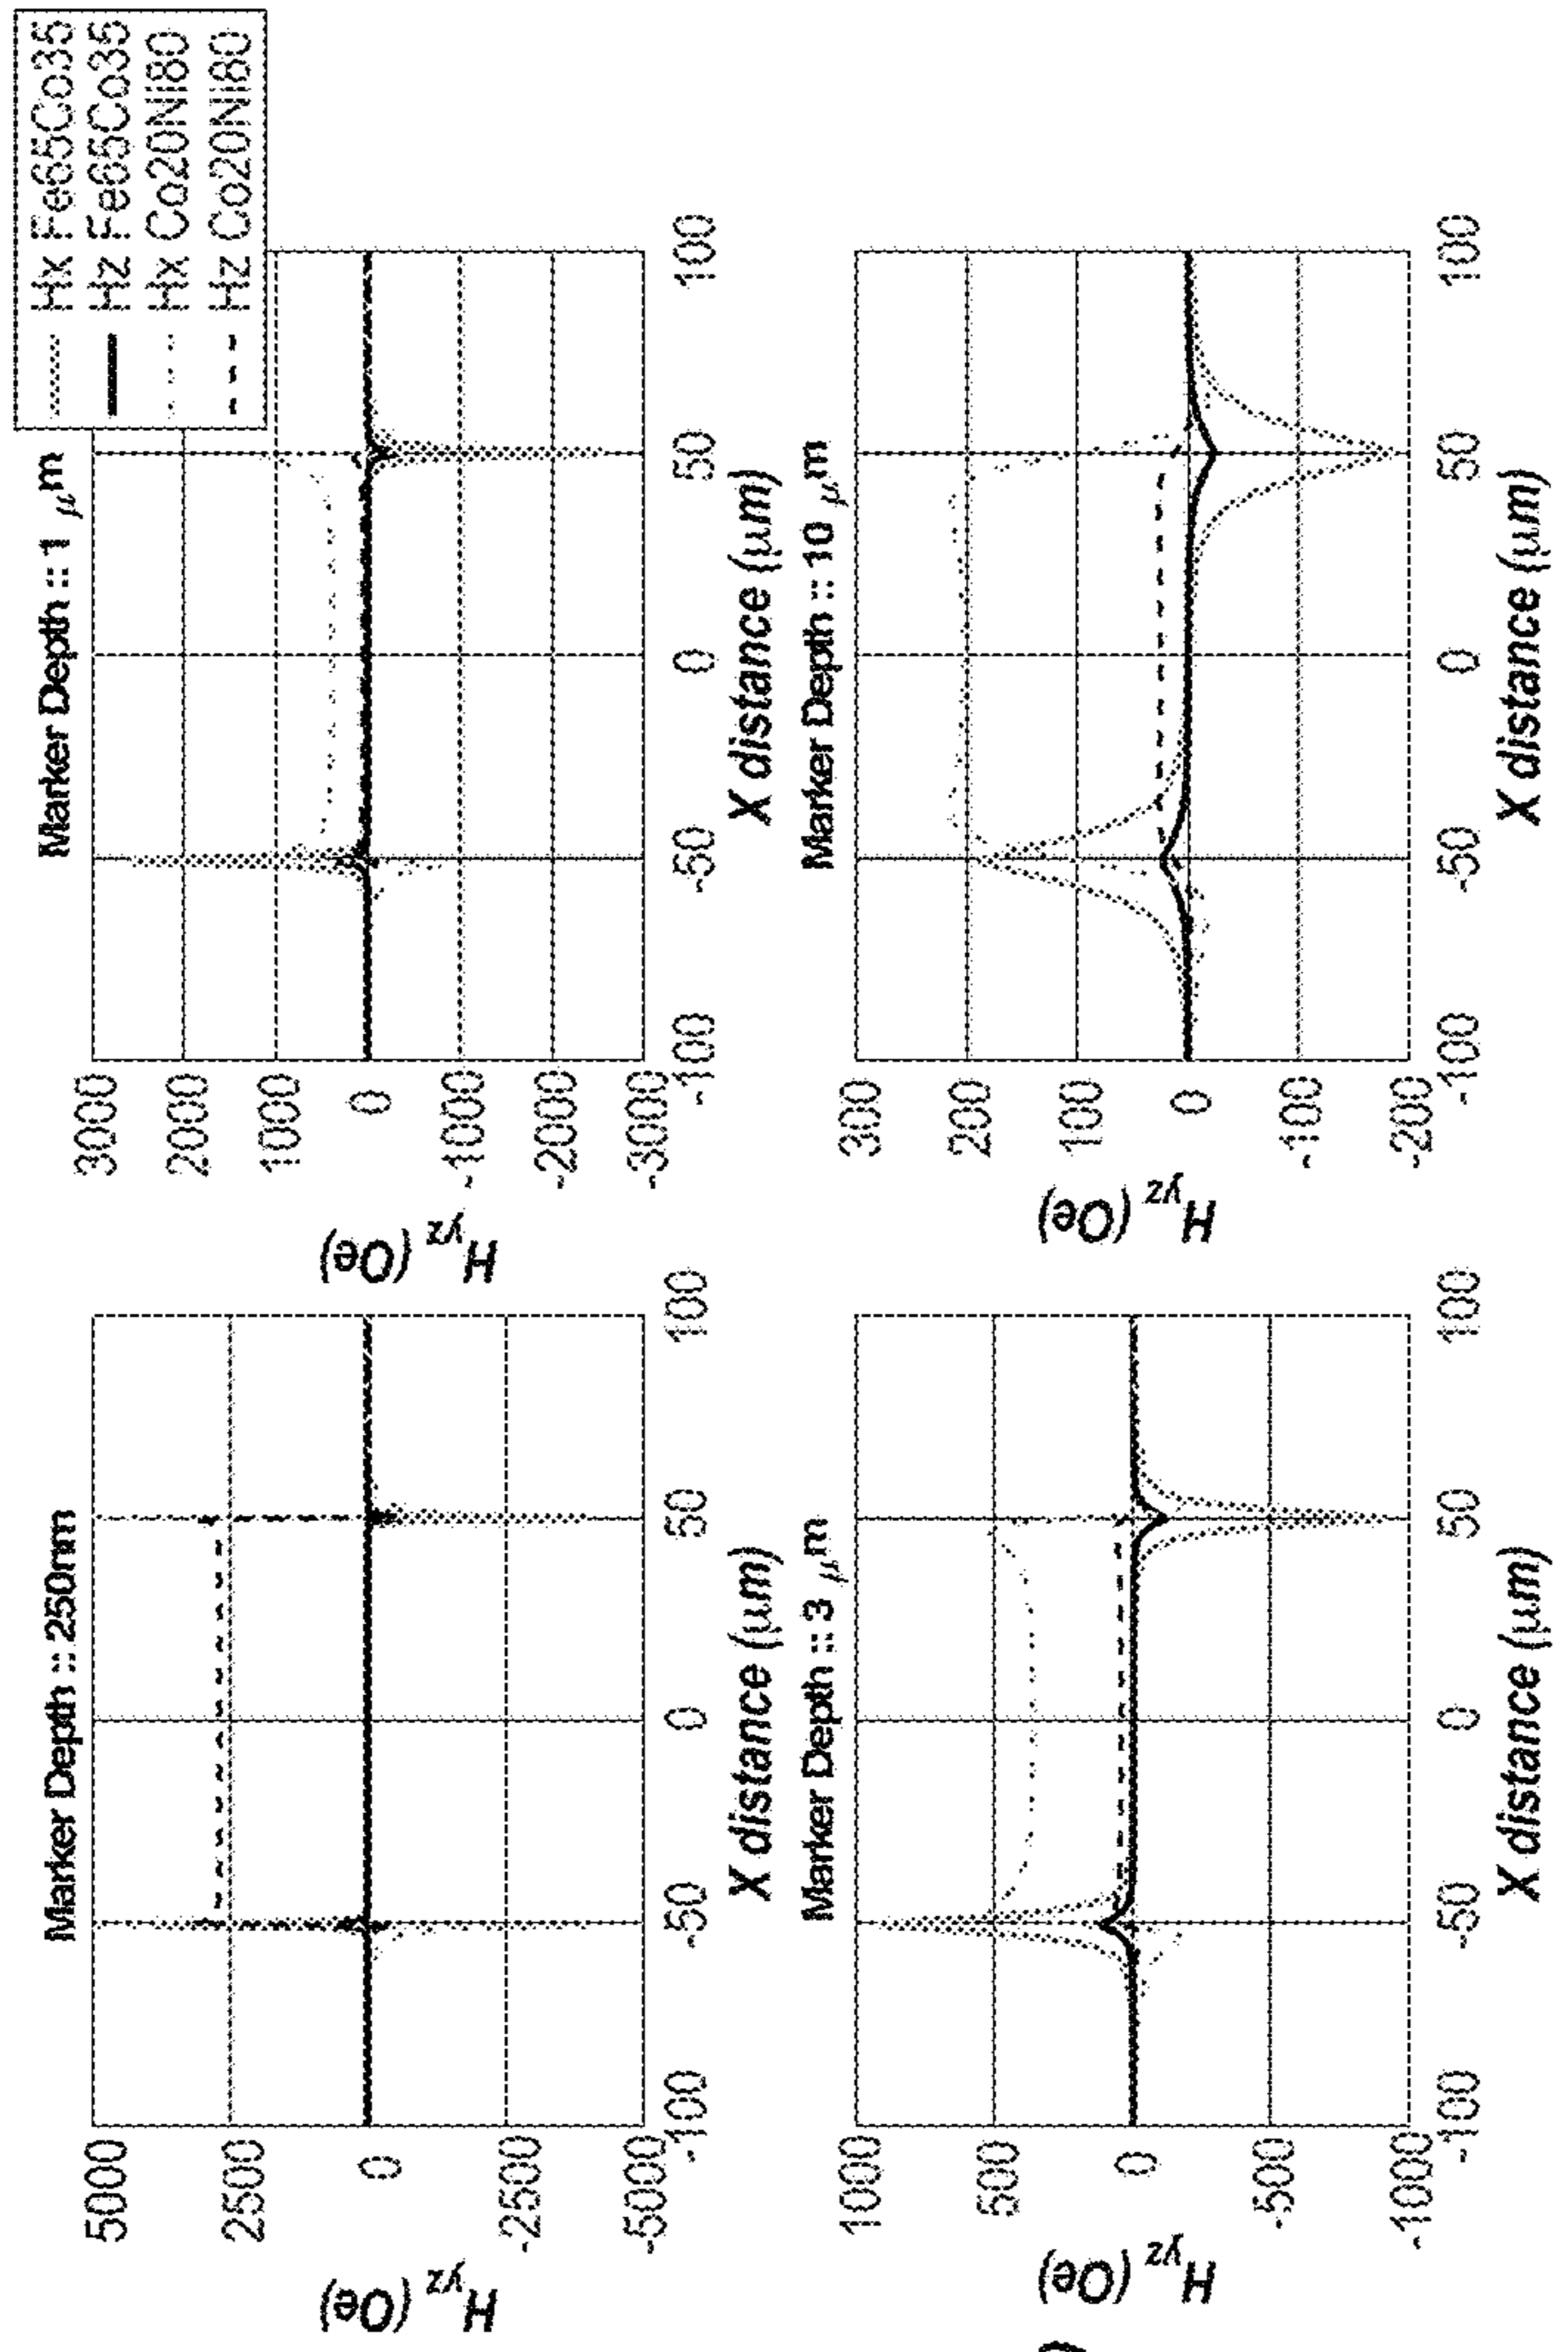 Hx Fe65Co35
Hz Fe65Co35
Hx Co20Ni80
Hz Co20Ni80
Marker Depth :: 250nm
5000
2500
0
-2500
-5000
H yz (Oe)
-100
-50
0
50
100
X distance (μm)
Marker Depth :: 1 μm
3000
2000
1000
0
-1000
-2000
-3000
H yz (Oe)
-100
-50
0
50
100
X distance (μm)
Marker Depth :: 3 μm
1000
500
0
-500
-1000
H yz (Oe)
-100
-50
0
50
100
X distance (μm)
Marker Depth :: 10 μm
300
200
100
0
-100
-200
H yz (Oe)
-100
-50
0
50
100
X distance (μm)